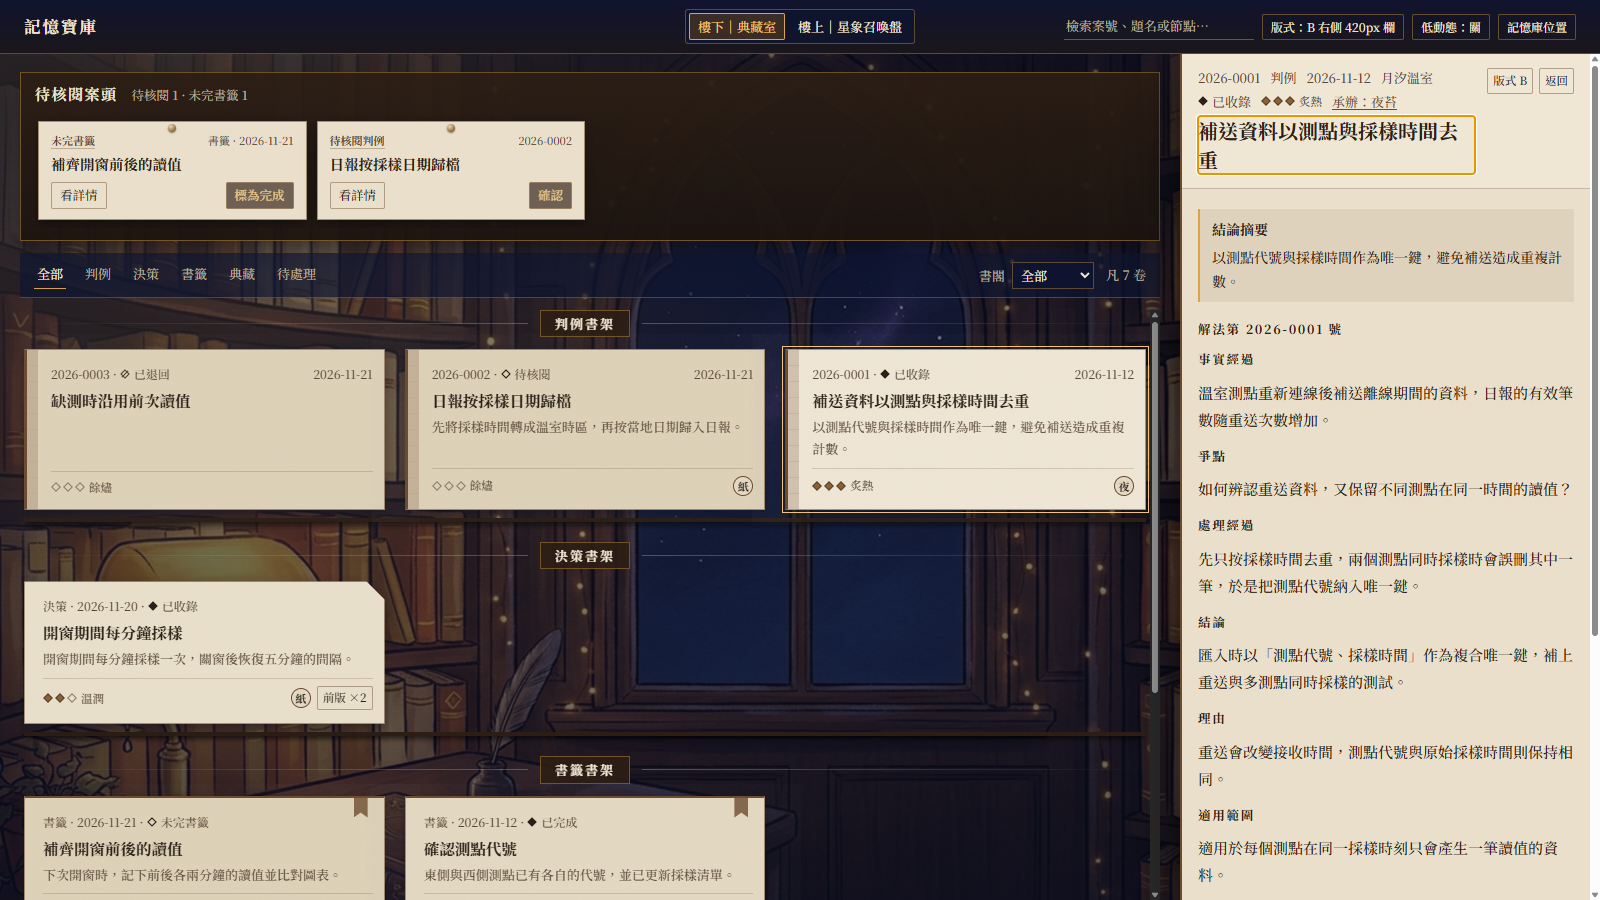 記憶寶庫
樓下｜典藏室
樓上｜星象召喚盤
檢索案號、題名或節點…
版式：B 右側 420px 欄
低動態：關
記憶庫位置
待核閱案頭
待核閱 1 · 未完書籤 1
未完書籤
書籤 · 2026-11-21
補齊開窗前後的讀值
看詳情
標為完成
待核閱判例
2026-0002
日報按採樣日期歸檔
看詳情
確認
全部
判例
決策
書籤
典藏
待處理
書閣
全部
凡 7 卷
判例書架
2026-0003 · 已退回
2026-11-21
缺測時沿用前次讀值
◇◇◇ 餘燼
2026-0002 · ◇ 待核閱
2026-11-21
日報按採樣日期歸檔
先將採樣時間轉成溫室時區，再按當地日期歸入日報。
◇◇◇ 餘燼
紙
2026-0001 · ◆ 已收錄
2026-11-12
補送資料以測點與採樣時間去重
以測點代號與採樣時間作為唯一鍵，避免補送造成重複
計數。
◆◆◆ 炙熱
夜
決策書架
決策 · 2026-11-20 · ◆ 已收錄
開窗期間每分鐘採樣
開窗期間每分鐘採樣一次，關窗後恢復五分鐘的間隔。
◆◆◇ 溫潤
紙
前版 ×2
書籤書架
書籤 · 2026-11-21 · ◇ 未完書籤
補齊開窗前後的讀值
下次開窗時，記下前後各兩分鐘的讀值並比對圖表。
書籤 · 2026-11-12 · ◆ 已完成
確認測點代號
東側與西側測點已有各自的代號，並已更新採樣清單。
2026-0001 判例 2026-11-12 月汐溫室
◆ 已收錄 ◆◆◆ 炙熱 承辦：夜苔
版式 B
返回
補送資料以測點與採樣時間去
重
結論摘要
以測點代號與採樣時間作為唯一鍵，避免補送造成重複計
數。
解法第 2026-0001 號
事實經過
溫室測點重新連線後補送離線期間的資料，日報的有效筆
數隨重送次數增加。
爭點
如何辨認重送資料，又保留不同測點在同一時間的讀值？
處理經過
先只按採樣時間去重，兩個測點同時採樣時會誤刪其中一
筆，於是把測點代號納入唯一鍵。
結論
匯入時以「測點代號、採樣時間」作為複合唯一鍵，補上
重送與多測點同時採樣的測試。
理由
重送會改變接收時間，測點代號與原始採樣時間則保持相
同。
適用範圍
適用於每個測點在同一採樣時刻只會產生一筆讀值的資
料。